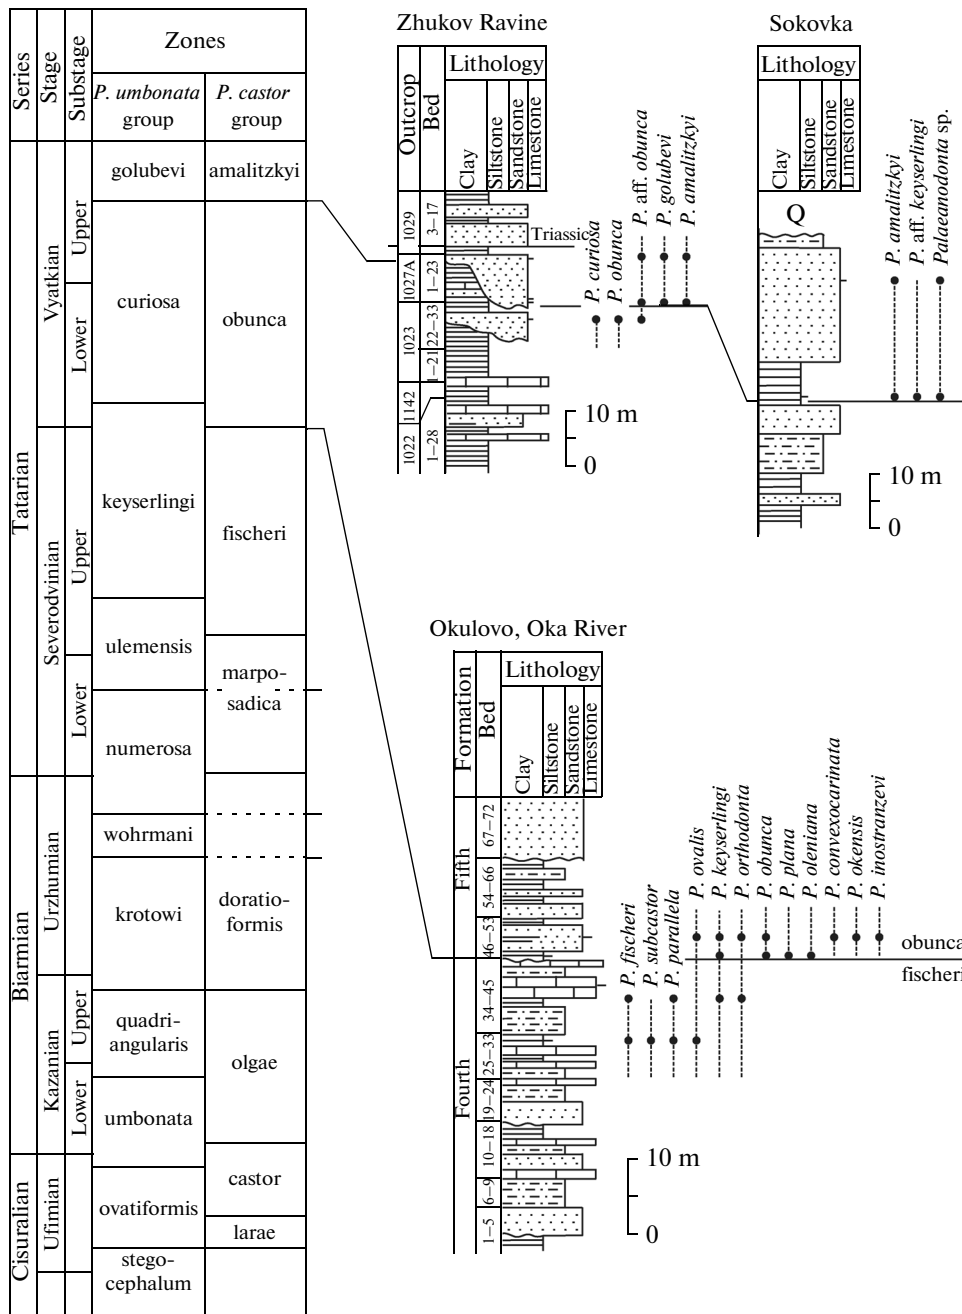 Series
Stage
Substage
Zones
P. umbonata
group
P. castor
group
Tatarian
Biarmian
Cisuralian
Vyatkian
Severodvinian
Urzhumian
Kazanian
Ufimian
Upper
Lower
Upper
Lower
Upper
Lower
golubevi
curiosa
keyserlingi
ulemensis
numerosa
wohrmani
krotowi
quadri-
angularis
umbonata
ovatiformis
stego-
cephalum
amalitzkyi
obunca
fischeri
marpo-
sadica
doratio-
formis
olgae
castor
larae
Zhukov Ravine
Outcrop
Bed
Lithology
Clay
Siltstone
Sandstone
Limestone
1029
3–17
1027A
1–23
1023
22–33
1–21
1142
1022
1–28
Triassic
P. curiosa
P. obunca
P. aff. obunca
P. golubevi
P. amalitzkyi
10 m
0
Sokovka
Lithology
Clay
Siltstone
Sandstone
Limestone
Q
P. amalitzkyi
P. aff. keyserlingi
Palaeanodonta sp.
10 m
0
Okulovo, Oka River
Formation
Bed
Lithology
Clay
Siltstone
Sandstone
Limestone
Fifth
Fourth
67–72
54–66
46–53
34–45
25–33
19–24
10–18
6–9
1–5
P. fischeri
P. subcastor
P. parallela
P. ovalis
P. keyserlingi
P. orthodonta
P. obunca
P. plana
P. oleniana
P. convexocarinata
P. okensis
P. inostranzevi
obunca
fischeri
10 m
0